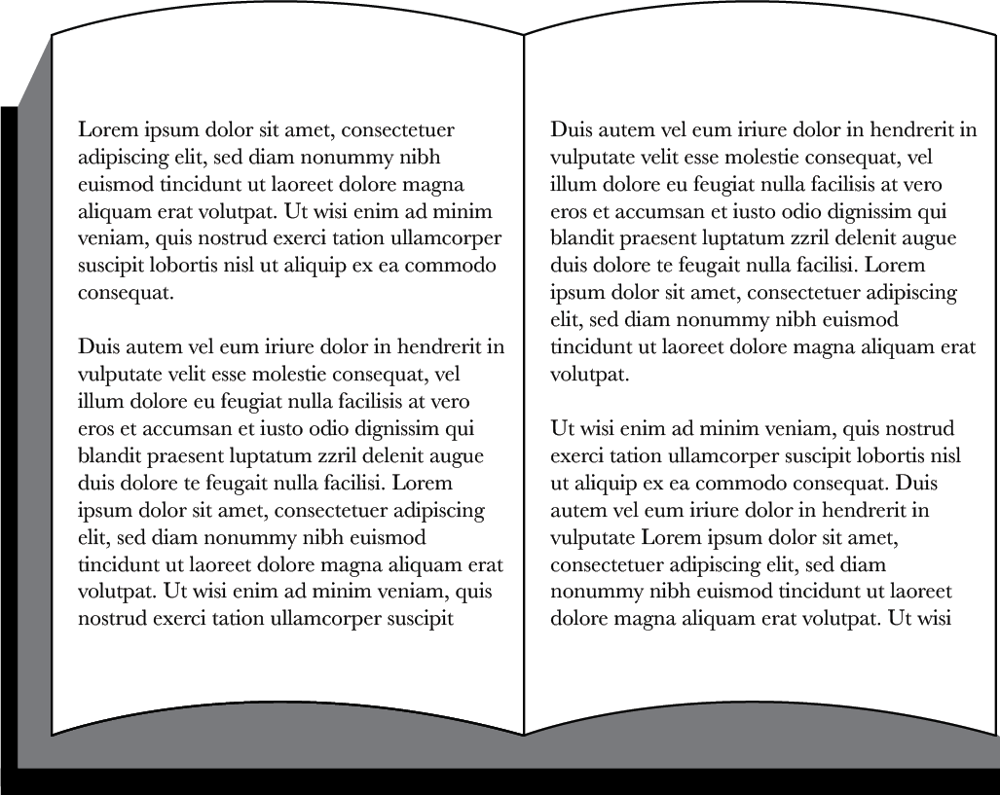 Lorem ipsum dolor sit amet, consectetuer
adipiscing elit, sed diam nonummy nibh
euismod tincidunt ut laoreet dolore magna
aliquam erat volutpat. Ut wisi enim ad minim
veniam, quis nostrud exerci tation ullamcorper
suscipit lobortis nisl ut aliquip ex ea commodo
consequat.

Duis autem vel eum iriure dolor in hendrerit in
vulputate velit esse molestie consequat, vel
illum dolore eu feugiat nulla facilisis at vero
eros et accumsan et iusto odio dignissim qui
blandit praesent luptatum zzril delenit augue
duis dolore te feugait nulla facilisi. Lorem
ipsum dolor sit amet, consectetuer adipiscing
elit, sed diam nonummy nibh euismod
tincidunt ut laoreet dolore magna aliquam erat
volutpat. Ut wisi enim ad minim veniam, quis
nostrud exerci tation ullamcorper suscipit

Duis autem vel eum iriure dolor in hendrerit in
vulputate velit esse molestie consequat, vel
illum dolore eu feugiat nulla facilisis at vero
eros et accumsan et iusto odio dignissim qui
blandit praesent luptatum zzril delenit augue
duis dolore te feugait nulla facilisi. Lorem
ipsum dolor sit amet, consectetuer adipiscing
elit, sed diam nonummy nibh euismod
tincidunt ut laoreet dolore magna aliquam erat
volutpat.

Ut wisi enim ad minim veniam, quis nostrud
exerci tation ullamcorper suscipit lobortis nisl
ut aliquip ex ea commodo consequat. Duis
autem vel eum iriure dolor in hendrerit in
vulputate Lorem ipsum dolor sit amet,
consectetuer adipiscing elit, sed diam
nonummy nibh euismod tincidunt ut laoreet
dolore magna aliquam erat volutpat. Ut wisi